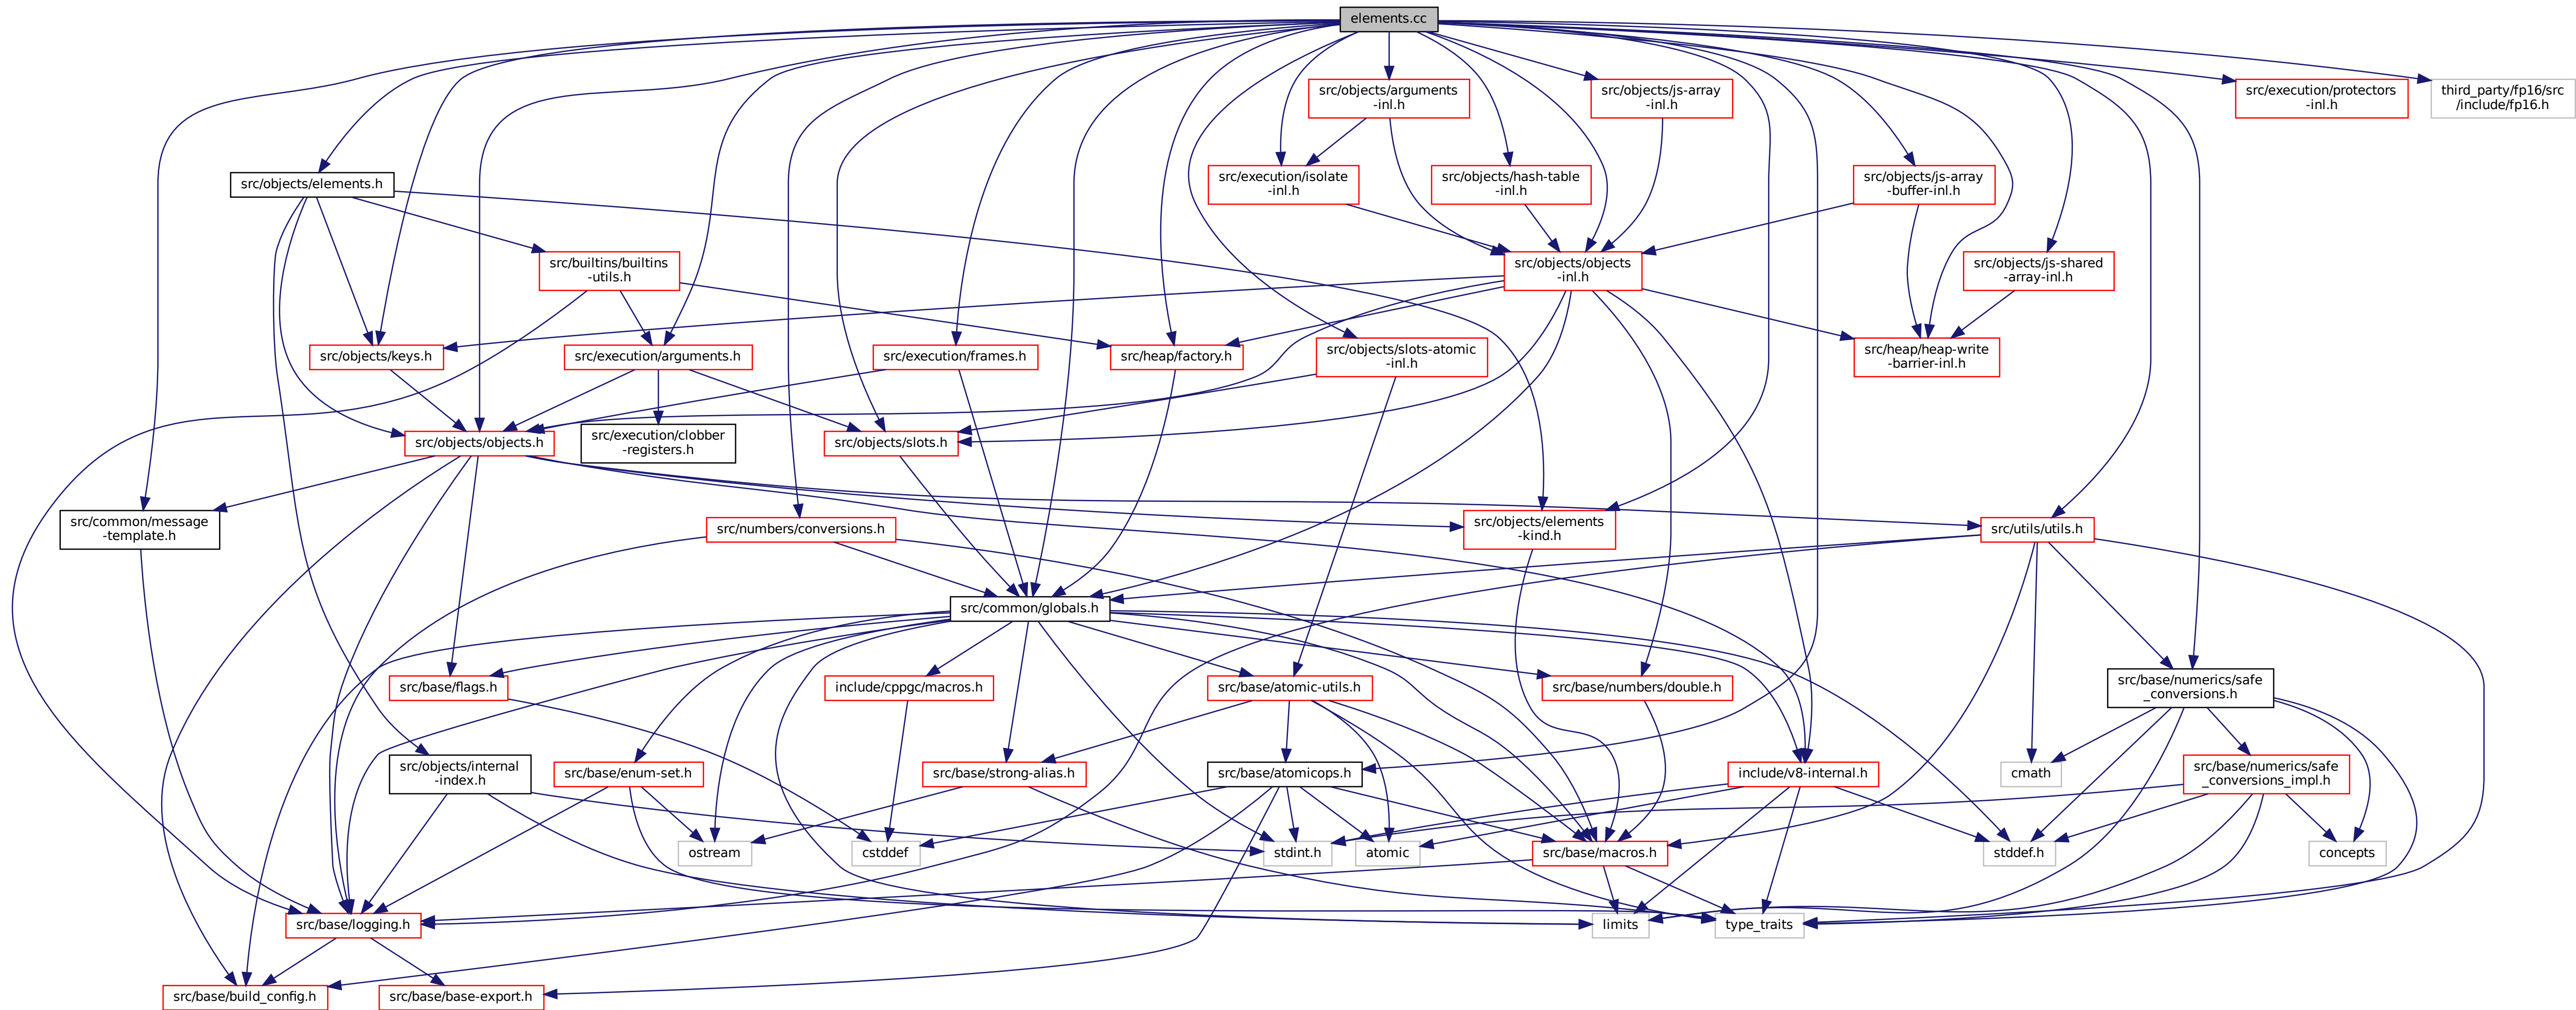 elements.cc
src/objects/arguments
-inl.h
src/objects/js-array
-inl.h
src/execution/protectors
-inl.h
third_party/fp16/src
/include/fp16.h
src/objects/elements.h
src/execution/isolate
-inl.h
src/objects/hash-table
-inl.h
src/objects/js-array
-buffer-inl.h
src/builtins/builtins
-utils.h
src/objects/objects
-inl.h
src/objects/js-shared
-array-inl.h
src/objects/keys.h
src/execution/arguments.h
src/execution/frames.h
src/heap/factory.h
src/objects/slots-atomic
-inl.h
src/heap/heap-write
-barrier-inl.h
src/objects/objects.h
src/execution/clobber
-registers.h
src/objects/slots.h
src/common/message
-template.h
src/numbers/conversions.h
src/objects/elements
-kind.h
src/utils/utils.h
src/common/globals.h
src/base/flags.h
include/cppgc/macros.h
src/base/atomic-utils.h
src/base/numbers/double.h
src/base/numerics/safe
_conversions.h
src/objects/internal
-index.h
src/base/enum-set.h
src/base/strong-alias.h
src/base/atomicops.h
include/v8-internal.h
cmath
src/base/numerics/safe
_conversions_impl.h
ostream
cstddef
stdint.h
atomic
src/base/macros.h
stddef.h
concepts
src/base/logging.h
limits
type_traits
src/base/build_config.h
src/base/base-export.h